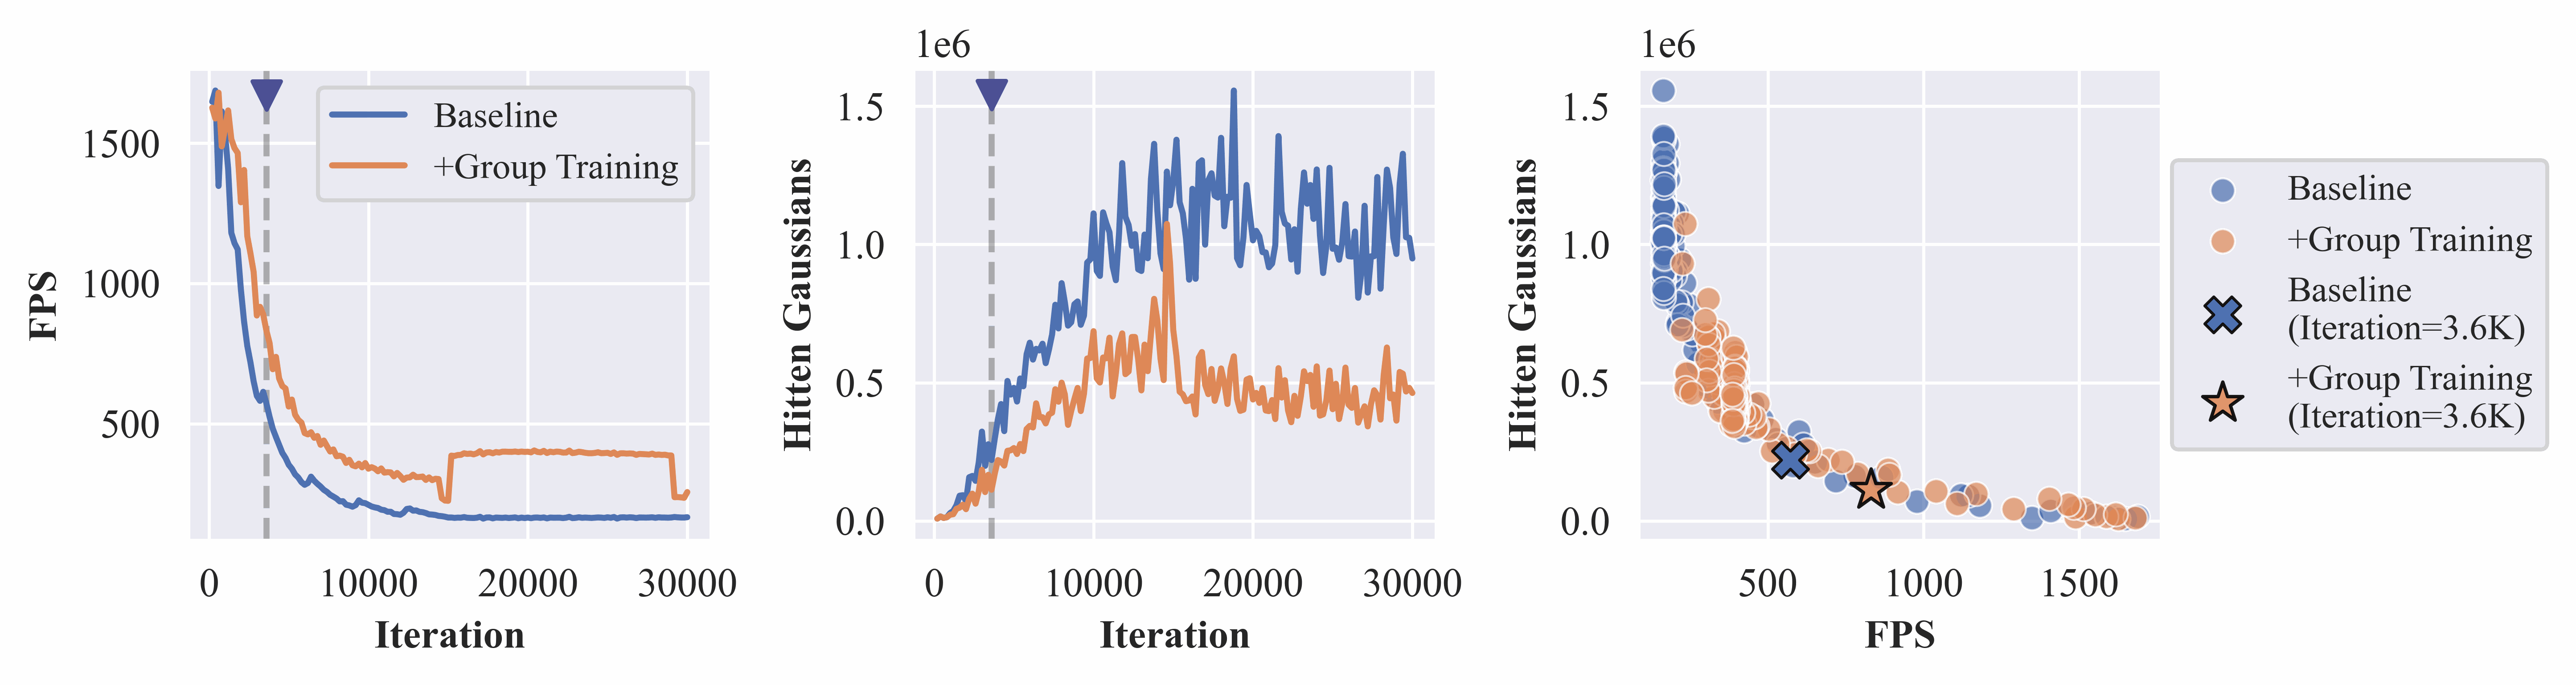 1500
1000
500
0
10000
20000
30000
FPS
Iteration
Baseline
+Group Training
1e6
1.5
1.0
0.5
0.0
0
10000
20000
30000
Hitten Gaussians
Iteration
1e6
1.5
1.0
0.5
0.0
500
1000
1500
Hitten Gaussians
FPS
Baseline
+Group Training
Baseline
(Iteration=3.6K)
+Group Training
(Iteration=3.6K)